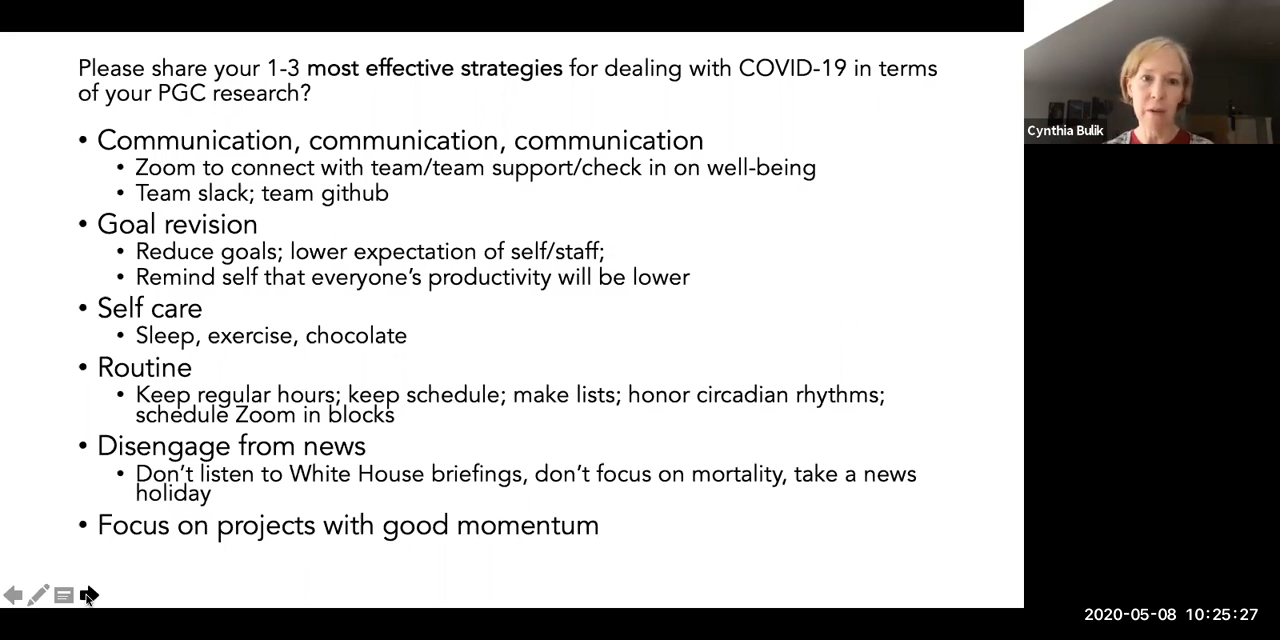 Please share your 1-3 most effective strategies for dealing with COVID-19 in terms
of your PGC research?
• Communication, communication, communication
• Zoom to connect with team/team support/check in on well-being
• Team slack; team github
• Goal revision
• Reduce goals; lower expectation of self/staff;
• Remind self that everyone’s productivity will be lower
• Self care
• Sleep, exercise, chocolate
• Routine
• Keep regular hours; keep schedule; make lists; honor circadian rhythms;
schedule Zoom in blocks
• Disengage from news
• Don’t listen to White House briefings, don’t focus on mortality, take a news
holiday
• Focus on projects with good momentum
Cynthia Bulik
2020-05-08 10:25:27